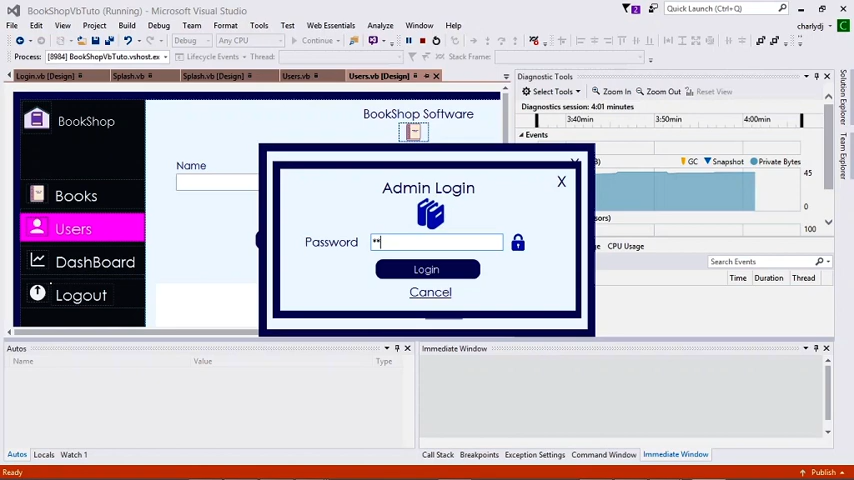 BookShopVbTuto (Running) - Microsoft Visual Studio
2
Quick Launch (Ctrl+Q)
File Edit View Project Build Debug Team Format Tools Test Web Essentials Analyze Window Help
charlydj
Debug Any CPU Continue
Process: [8984] BookShopVbTuto.vshost.ex Lifecycle Events Thread: Stack Frame:
Login.vb [Design] Splash.vb Splash.vb [Design] Users.vb Users.vb [Design]
Diagnostic Tools
Select Tools Zoom In Zoom Out Reset View
Diagnostics session: 4:01 minutes
3:40min 3:50min 4:00min
Events
GC Snapshot Private Bytes
45
100
CPU Usage
Search Events
Time Duration Thread
Solution Explorer
Team Explorer
BookShop
Books
Users
DashBoard
Logout
BookShop Software
Name
X
Admin Login
Password **
Login
Cancel
Autos
Name Value Type
Autos Locals Watch 1
Immediate Window
Call Stack Breakpoints Exception Settings Command Window Immediate Window
Ready
Publish